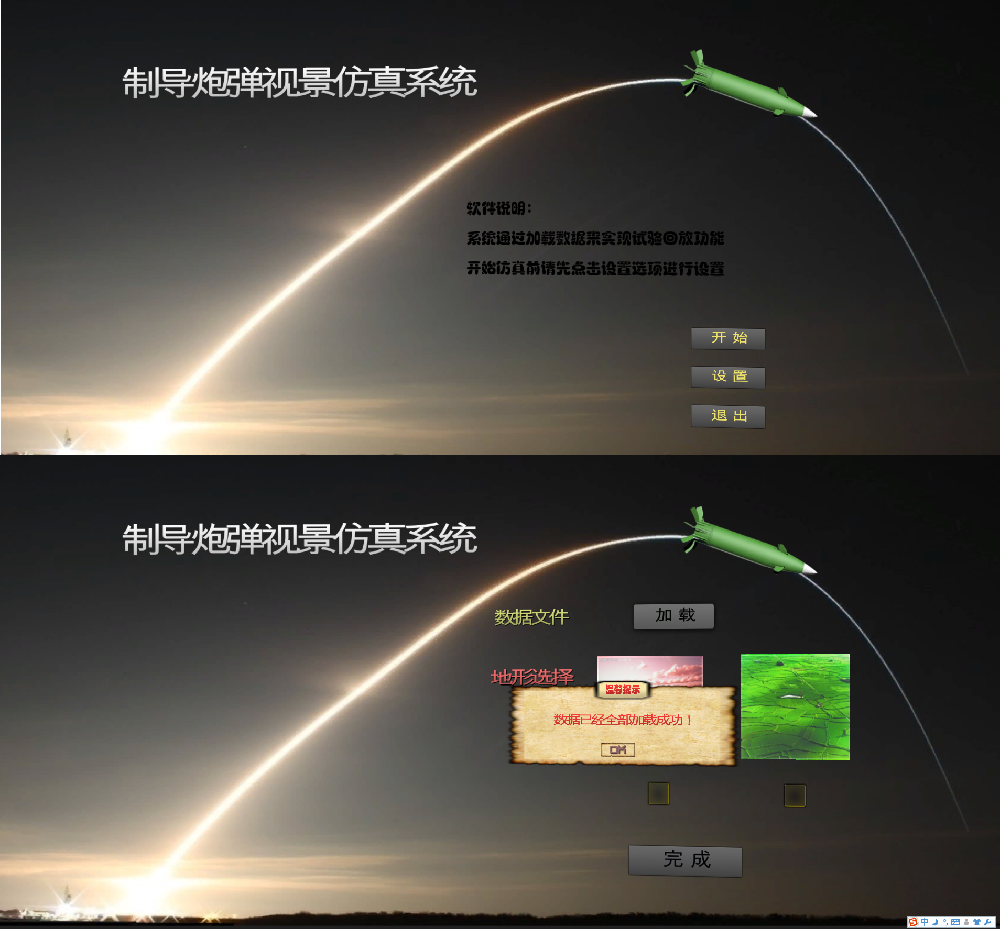 制导炮弹视景仿真系统
软件说明：
系统通过加载数据来实现试验回放功能
开始仿真前请先点击设置选项进行设置
开 始
设 置
退 出
制导炮弹视景仿真系统
数据文件
加 载
地形选择
温馨提示
数据已经全部加载成功！
OK
完 成
中